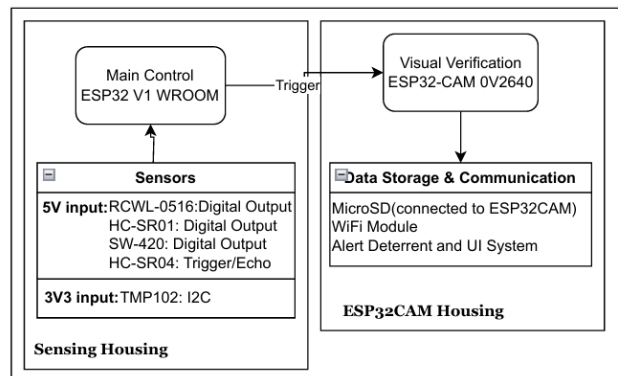 Main Control
ESP32 V1 WROOM
Trigger
Visual Verification
ESP32-CAM 0V2640
Sensors
5V input: RCWL-0516:Digital Output
HC-SR01: Digital Output
SW-420: Digital Output
HC-SR04: Trigger/Echo
3V3 input: TMP102: I2C
Sensing Housing
Data Storage & Communication
MicroSD(connected to ESP32CAM)
WiFi Module
Alert Deterrent and UI System
ESP32CAM Housing